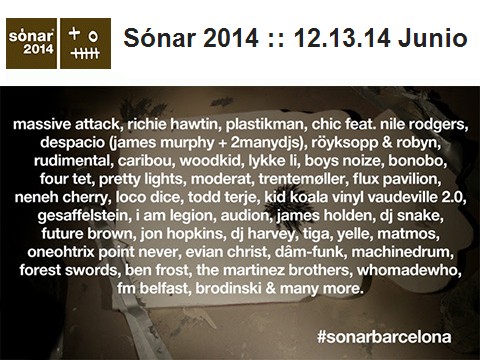 sónar
2014
Sónar 2014 :: 12.13.14 Junio
massive attack, richie hawtin, plastikman, chic feat. nile rodgers,
despacio (james murphy + 2manydjs), röyksopp & robyn,
rudimental, caribou, woodkid, lykke li, boys noize, bonobo,
four tet, pretty lights, moderat, trentemøller, flux pavilion,
neneh cherry, loco dice, todd terje, kid koala vinyl vaudeville 2.0,
gesaffelstein, i am legion, audion, james holden, dj snake,
future brown, jon hopkins, dj harvey, tiga, yelle, matmos,
oneohtrix point never, evian christ, dâm-funk, machinedrum,
forest swords, ben frost, the martinez brothers, whomadewho,
fm belfast, brodinski & many more.
#sonarbarcelona